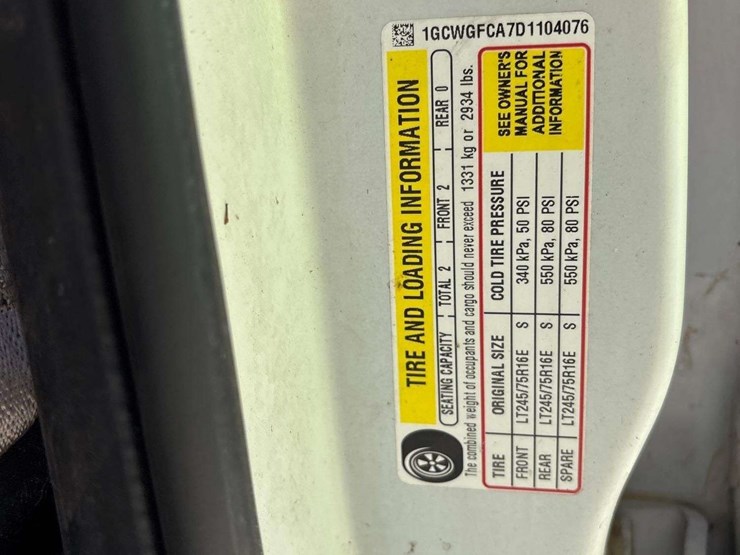 1GCWGFCA7D1104076
TIRE AND LOADING INFORMATION
SEATING CAPACITY TOTAL 2 FRONT 2 REAR 0
The combined weight of occupants and cargo should never exceed 1331 kg or 2934 lbs.
TIRE ORIGINAL SIZE COLD TIRE PRESSURE
FRONT LT245/75R16E S 340 kPa, 50 PSI
REAR LT245/75R16E S 550 kPa, 80 PSI
SPARE LT245/75R16E S 550 kPa, 80 PSI
SEE OWNER'S
MANUAL FOR
ADDITIONAL
INFORMATION